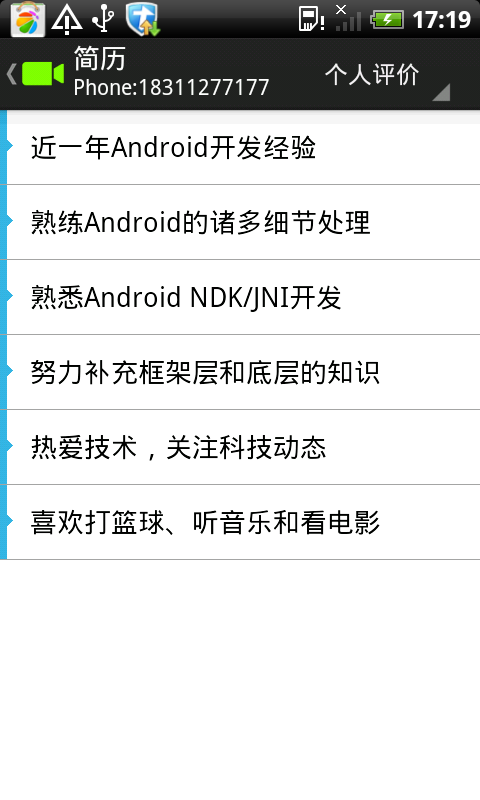 17:19
简历
Phone:18311277177
个人评价
近一年Android开发经验
熟练Android的诸多细节处理
熟悉Android NDK/JNI开发
努力补充框架层和底层的知识
热爱技术，关注科技动态
喜欢打篮球、听音乐和看电影